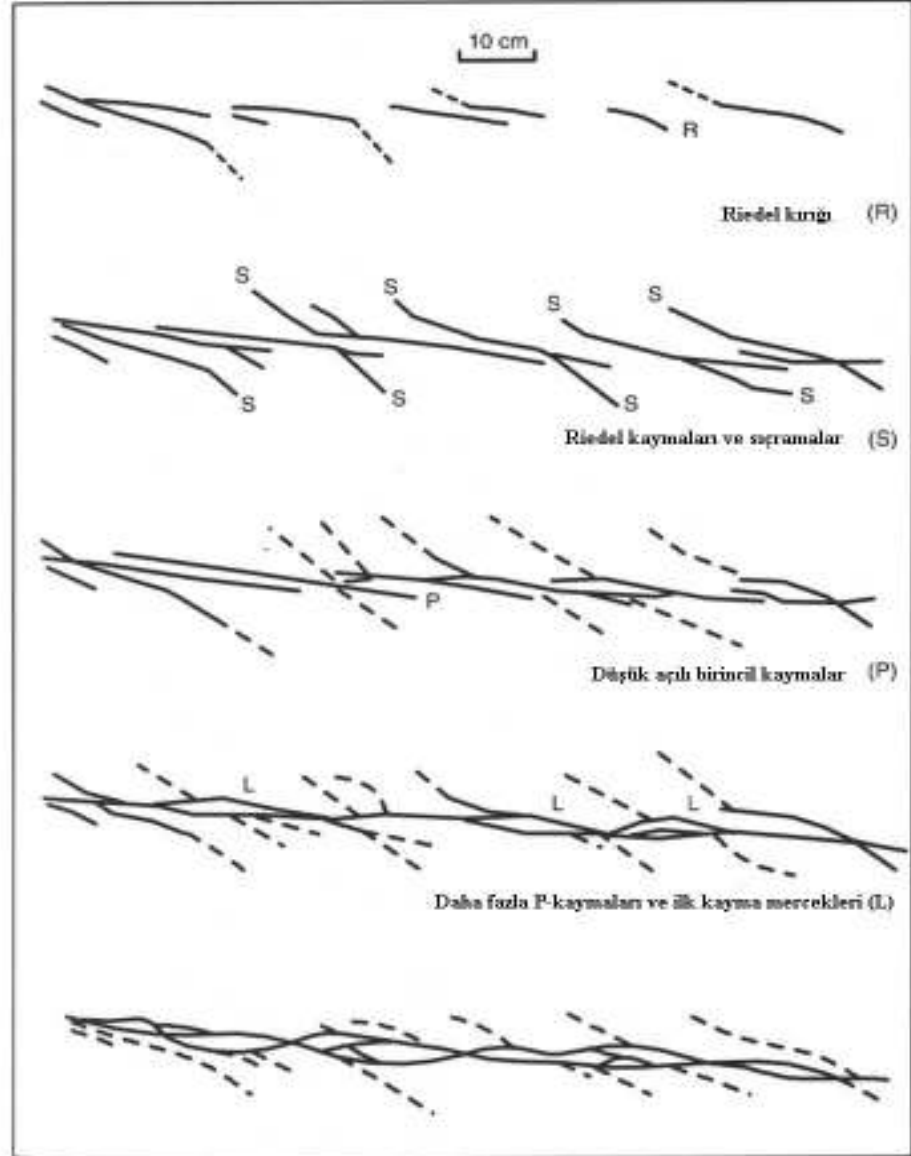 10 cm
R
Riedel kırığı (R)
S S S S
S S S S
Riedel kaymaları ve sıçramalar (S)
P
Düşük açılı birincil kaymalar (P)
L L L
Daha fazla P-kaymaları ve ilk kayma mercekleri (L)